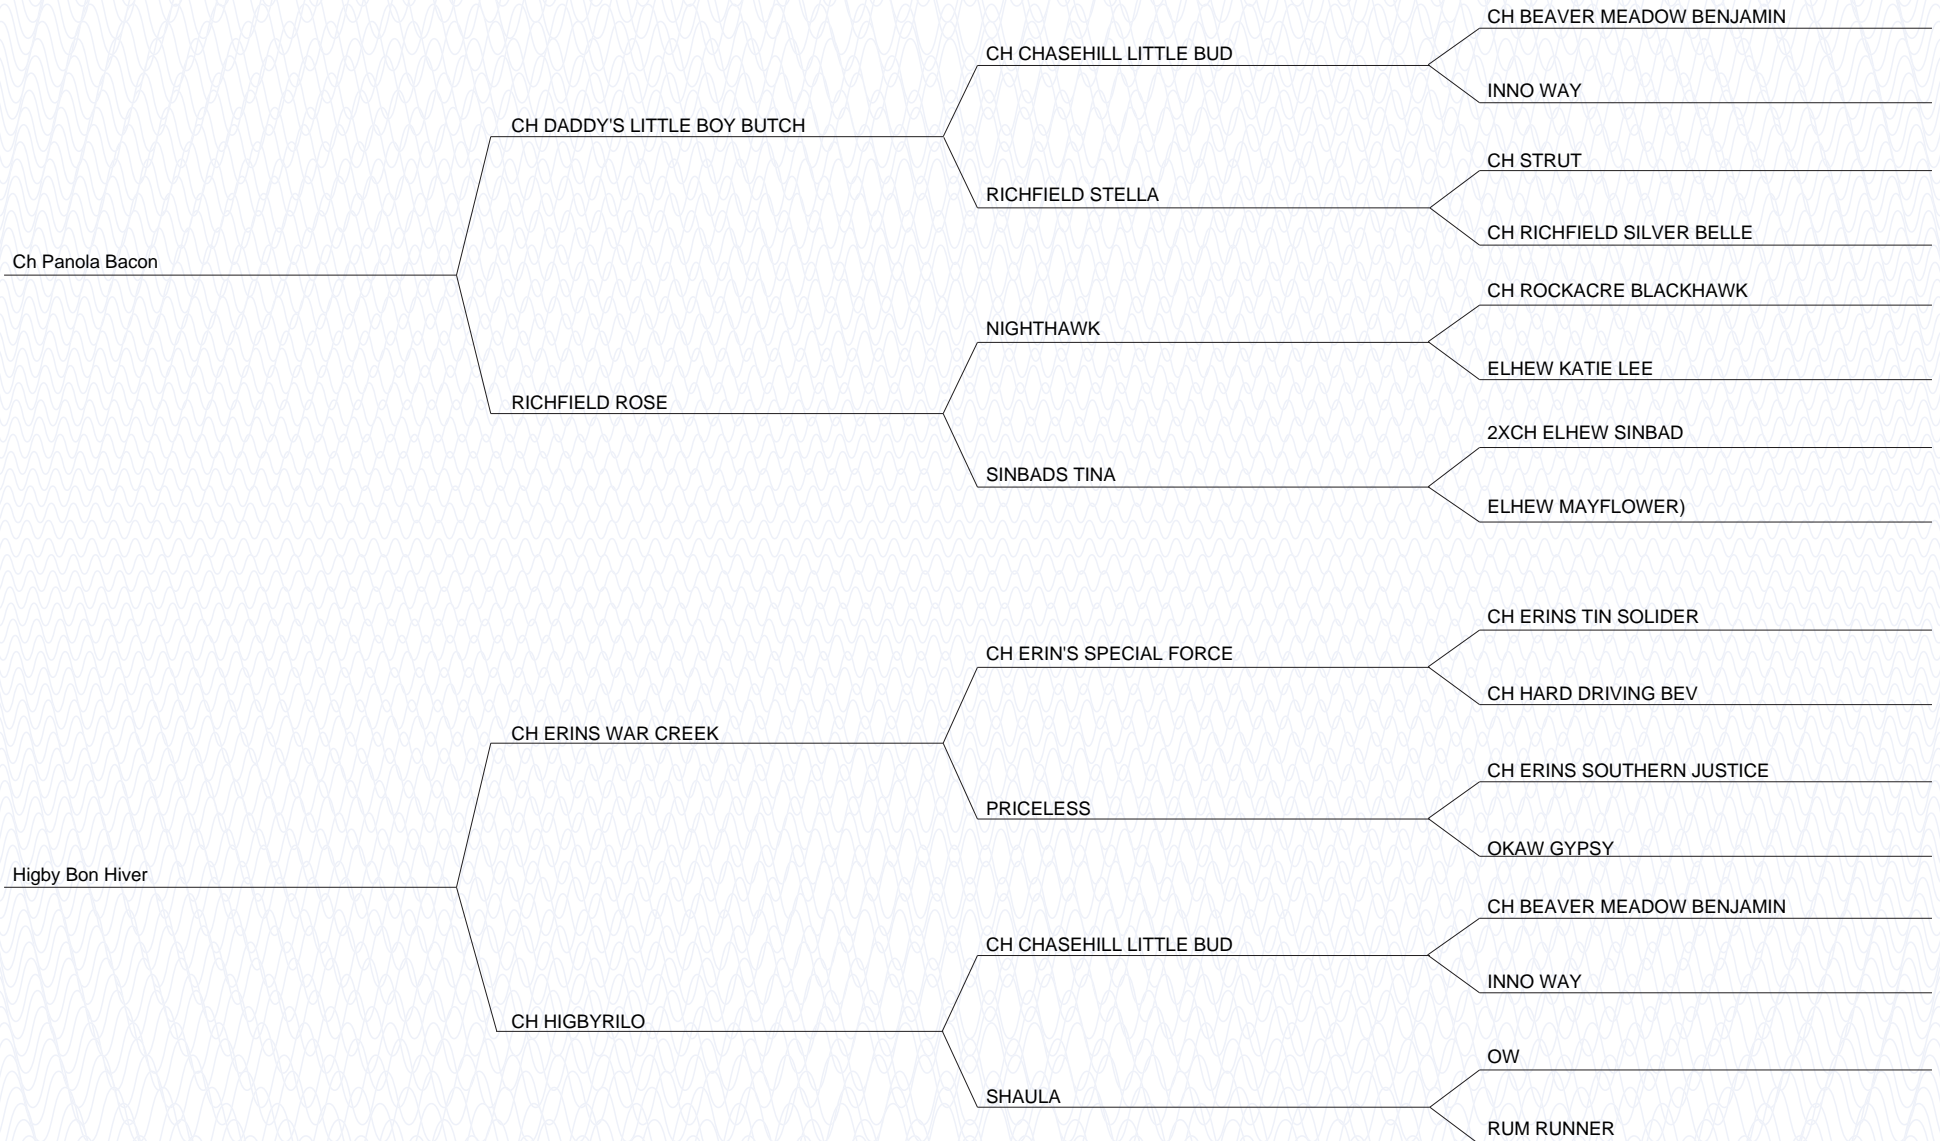 CH BEAVER MEADOW BENJAMIN
CH CHASEHILL LITTLE BUD
INNO WAY
CH DADDY'S LITTLE BOY BUTCH
CH STRUT
RICHFIELD STELLA
CH RICHFIELD SILVER BELLE
Ch Panola Bacon
CH ROCKACRE BLACKHAWK
NIGHTHAWK
ELHEW KATIE LEE
RICHFIELD ROSE
2XCH ELHEW SINBAD
SINBADS TINA
ELHEW MAYFLOWER)
CH ERINS TIN SOLIDER
CH ERIN'S SPECIAL FORCE
CH HARD DRIVING BEV
CH ERINS WAR CREEK
CH ERINS SOUTHERN JUSTICE
PRICELESS
OKAW GYPSY
Higby Bon Hiver
CH BEAVER MEADOW BENJAMIN
CH CHASEHILL LITTLE BUD
INNO WAY
CH HIGBYRILO
OW
SHAULA
RUM RUNNER